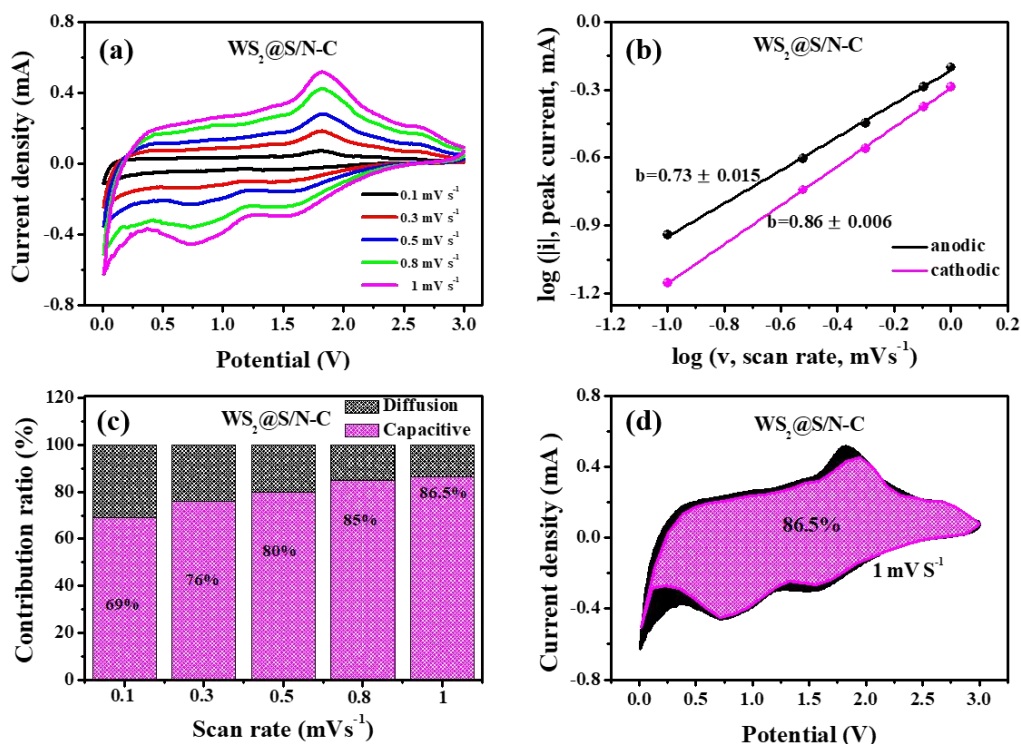 (a)
WS₂@S/N-C
Current density (mA)
0.8
0.4
0.0
-0.4
-0.8
0.1 mV s⁻¹
0.3 mV s⁻¹
0.5 mV s⁻¹
0.8 mV s⁻¹
1 mV s⁻¹
0.0 0.5 1.0 1.5 2.0 2.5 3.0
Potential (V)
(b)
WS₂@S/N-C
log (|i|, peak current, mA)
0.0
-0.3
-0.6
-0.9
-1.2
b=0.73 ± 0.015
b=0.86 ± 0.006
anodic
cathodic
-1.2 -1.0 -0.8 -0.6 -0.4 -0.2 0.0 0.2
log (v, scan rate, mVs⁻¹)
(c)
WS₂@S/N-C
Diffusion
Capacitive
Contribution ratio (%)
120
100
80
60
40
20
0
69%
76%
80%
85%
86.5%
0.1 0.3 0.5 0.8 1
Scan rate (mVs⁻¹)
(d)
WS₂@S/N-C
Current density (mA)
0.8
0.4
0.0
-0.4
-0.8
86.5%
1 mV S⁻¹
0.0 0.5 1.0 1.5 2.0 2.5 3.0
Potential (V)